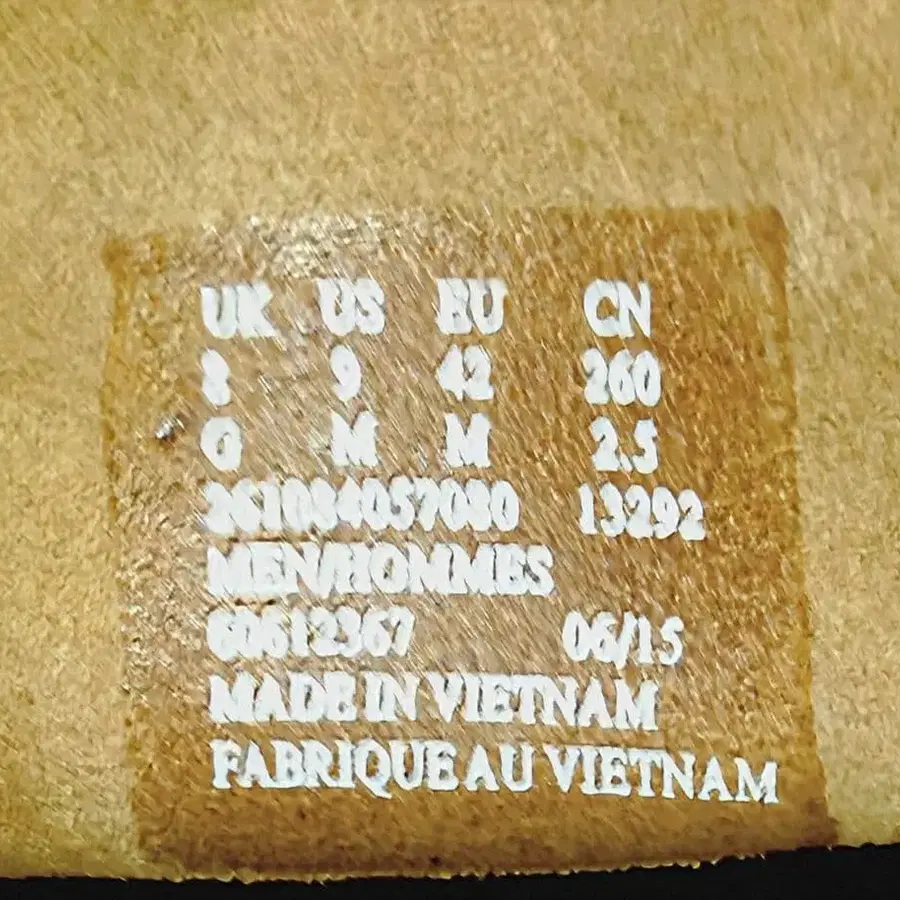 UK US EU CN
8 9 42 260
G M M 2.5
261084057080 13292
MEN/HOMMES
60612367 06/15
MADE IN VIETNAM
FABRIQUE AU VIETNAM